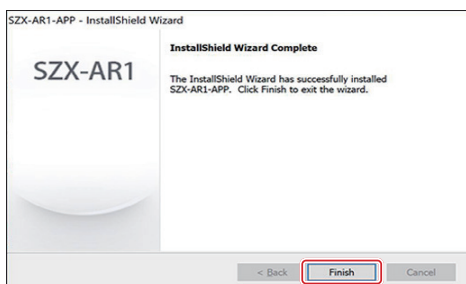 SZX-AR1-APP - InstallShield Wizard
SZX-AR1
InstallShield Wizard Complete
The InstallShield Wizard has successfully installed
SZX-AR1-APP. Click Finish to exit the wizard.
< Back
Finish
Cancel